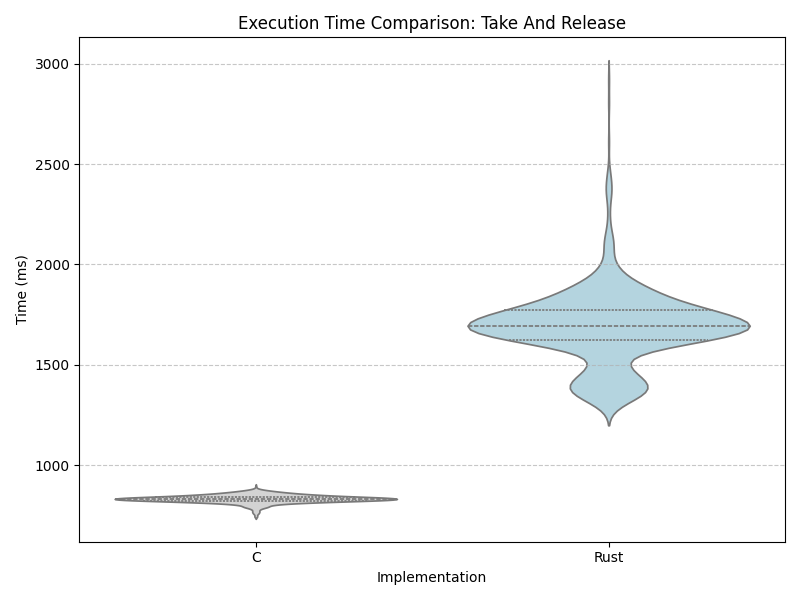 Execution Time Comparison: Take And Release
3000
2500
2000
1500
1000
Time (ms)
C
Rust
Implementation